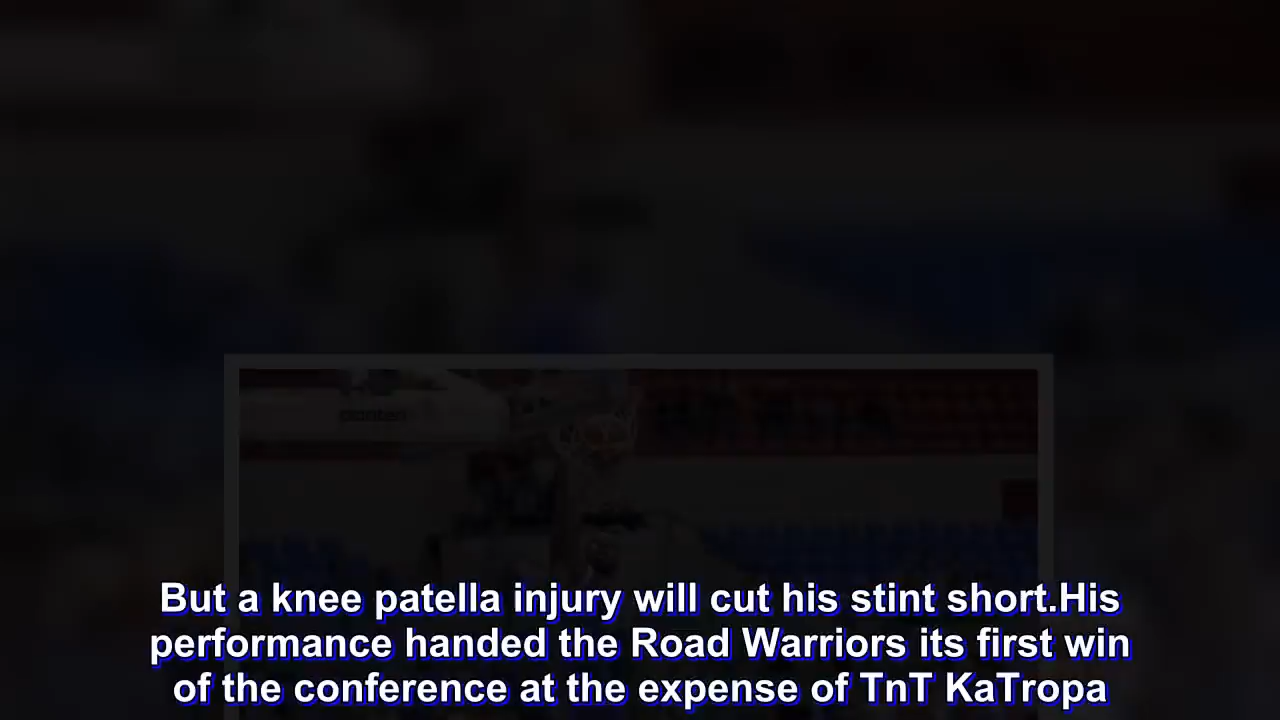 But a knee patella injury will cut his stint short.His
performance handed the Road Warriors its first win
of the conference at the expense of TnT KaTropa